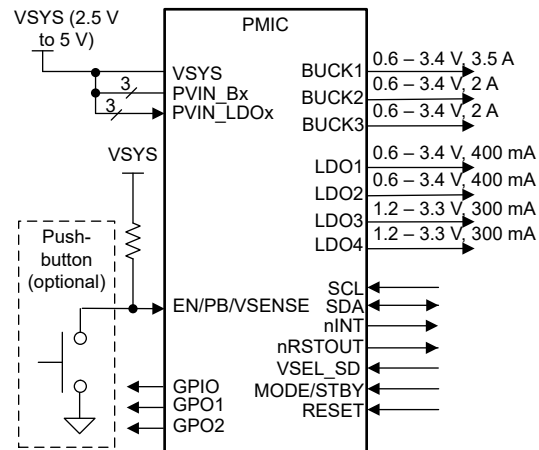 VSYS (2.5 V
to 5 V)
PMIC
VSYS
3
PVIN_Bx
3
PVIN_LDOx
BUCK1
0.6 – 3.4 V, 3.5 A
BUCK2
0.6 – 3.4 V, 2 A
BUCK3
0.6 – 3.4 V, 2 A
VSYS
LDO1
0.6 – 3.4 V, 400 mA
LDO2
0.6 – 3.4 V, 400 mA
LDO3
1.2 – 3.3 V, 300 mA
LDO4
1.2 – 3.3 V, 300 mA
Push-
button
(optional)
EN/PB/VSENSE
SCL
SDA
nINT
nRSTOUT
VSEL_SD
MODE/STBY
RESET
GPIO
GPO1
GPO2